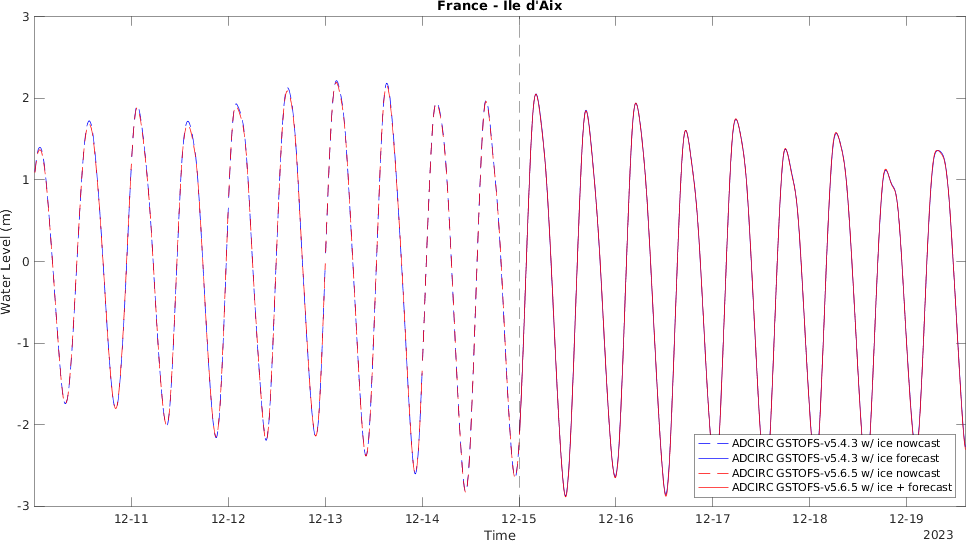 France - Ile d'Aix
3
2
1
0
-1
-2
-3
Water Level (m)
12-11
12-12
12-13
12-14
12-15
12-16
12-17
12-18
12-19
Time
2023
ADCIRC GSTOFS-v5.4.3 w/ ice nowcast
ADCIRC GSTOFS-v5.4.3 w/ ice forecast
ADCIRC GSTOFS-v5.6.5 w/ ice nowcast
ADCIRC GSTOFS-v5.6.5 w/ ice + forecast